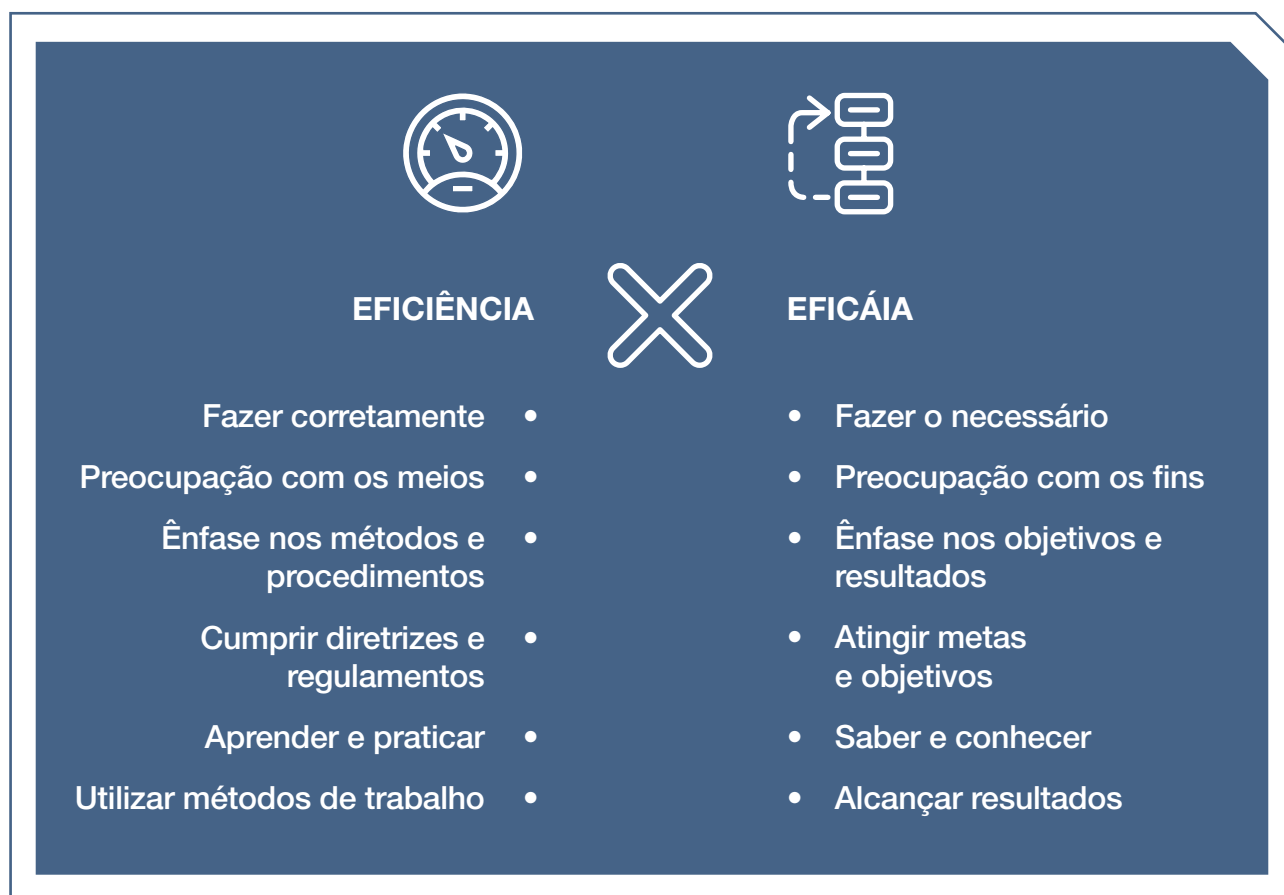 EFICIÊNCIA
Fazer corretamente •
Preocupação com os meios •
Ênfase nos métodos e •
procedimentos
Cumprir diretrizes e •
regulamentos
Aprender e praticar •
Utilizar métodos de trabalho •
EFICÁIA
• Fazer o necessário
• Preocupação com os fins
• Ênfase nos objetivos e
resultados
• Atingir metas
e objetivos
• Saber e conhecer
• Alcançar resultados